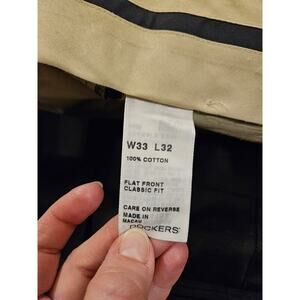 W33 L32
100% COTTON
FLAT FRONT
CLASSIC FIT
CARE ON REVERSE
MADE IN
MACAU
DOCKERS®